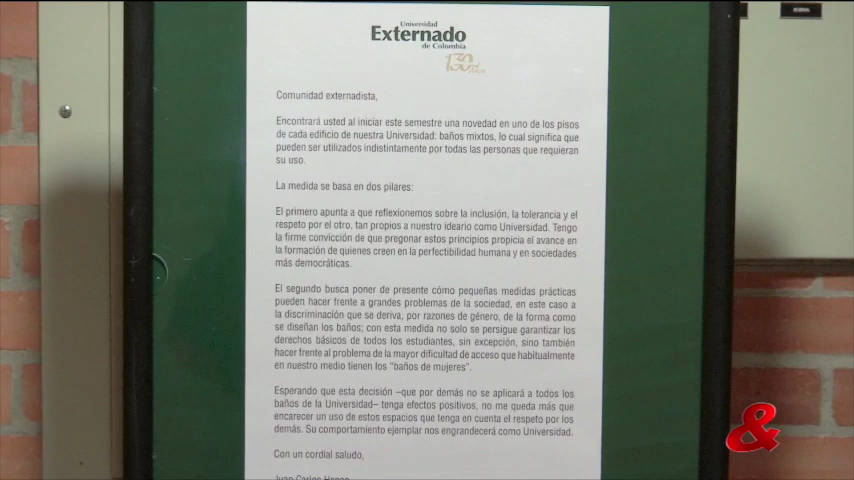 Universidad
Externado
de Colombia
130
Comunidad externadista,
Encontrará usted al iniciar este semestre una novedad en uno de los pisos
de cada edificio de nuestra Universidad: baños mixtos, lo cual significa que
pueden ser utilizados indistintamente por todas las personas que requieran
su uso.
La medida se basa en dos pilares:
El primero apunta a que reflexionemos sobre la inclusión, la tolerancia y el
respeto por el otro, tan propios a nuestro ideario como Universidad. Tengo
la firme convicción de que pregonar estos principios propicia el avance en
la formación de quienes creen en la perfectibilidad humana y en sociedades
más democráticas.
El segundo busca poner de presente cómo pequeñas medidas prácticas
pueden hacer frente a grandes problemas de la sociedad, en este caso a
la discriminación que se deriva, por razones de género, de la forma como
se diseñan los baños; con esta medida no solo se persigue garantizar los
derechos básicos de todos los estudiantes, sin excepción, sino también
hacer frente al problema de la mayor dificultad de acceso que habitualmente
en nuestro medio tienen los "baños de mujeres".
Esperando que esta decisión –que por demás no se aplicará a todos los
baños de la Universidad– tenga efectos positivos, no me queda más que
encarecer un uso de estos espacios que tenga en cuenta el respeto por los
demás. Su comportamiento ejemplar nos engrandecerá como Universidad.
Con un cordial saludo,
Juan Carlos Henao
&